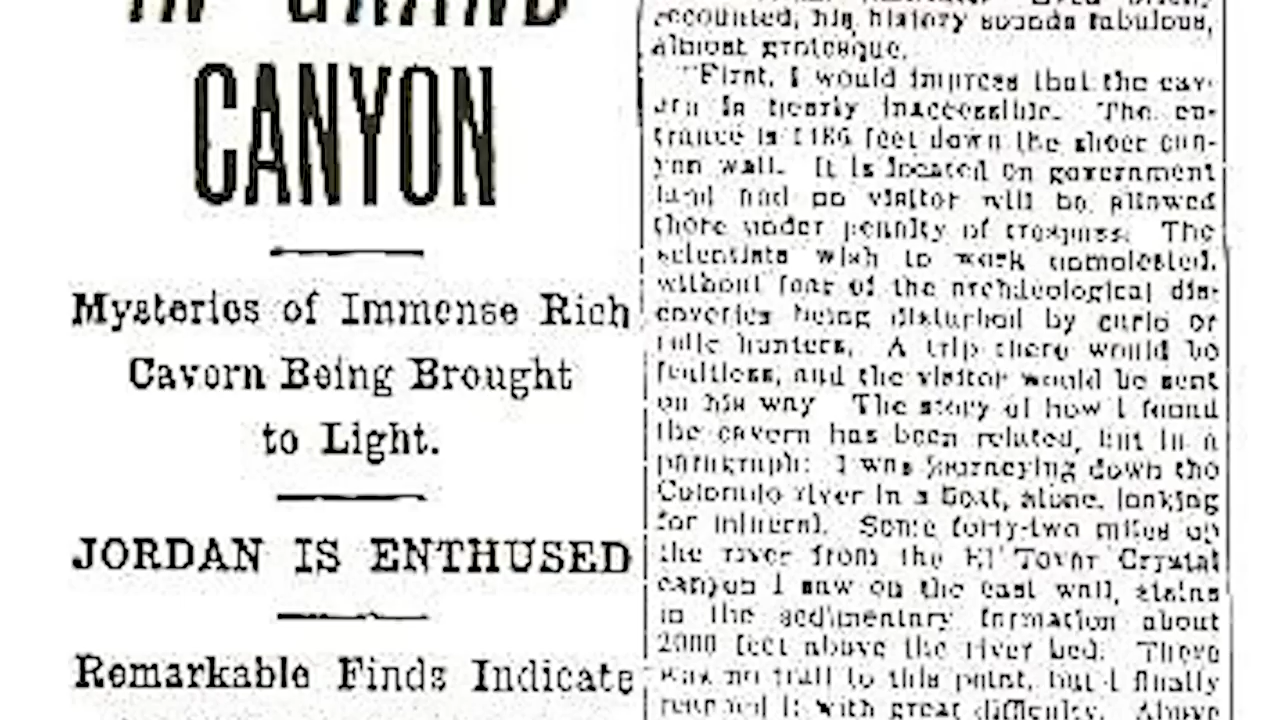 IN GRAND
CANYON
Mysteries of Immense Rich
Cavern Being Brought
to Light.
JORDAN IS ENTHUSED
Remarkable Finds Indicate
recounted, his history sounds fabulous,
almost grotesque.
"First, I would impress that the cav-
ern is nearly inaccessible. The en-
trance is 1486 feet down the sheer can-
yon wall. It is located on government
land and no visitor will be allowed
there under penalty of trespass. The
scientists wish to work unmolested,
without fear of the archæological dis-
coveries being disturbed by curio or
relic hunters. A trip there would be
fruitless, and the visitor would be sent
on his way. The story of how I found
the cavern has been related, but in a
paragraph: I was journeying down the
Colorado river in a boat, alone, looking
for mineral. Some forty-two miles up
the river from the El Tovar Crystal
canyon I saw on the east wall, stains
in the sedimentary formation about
2000 feet above the river bed. There
was no trail to this point, but I finally
reached it with great difficulty. Above